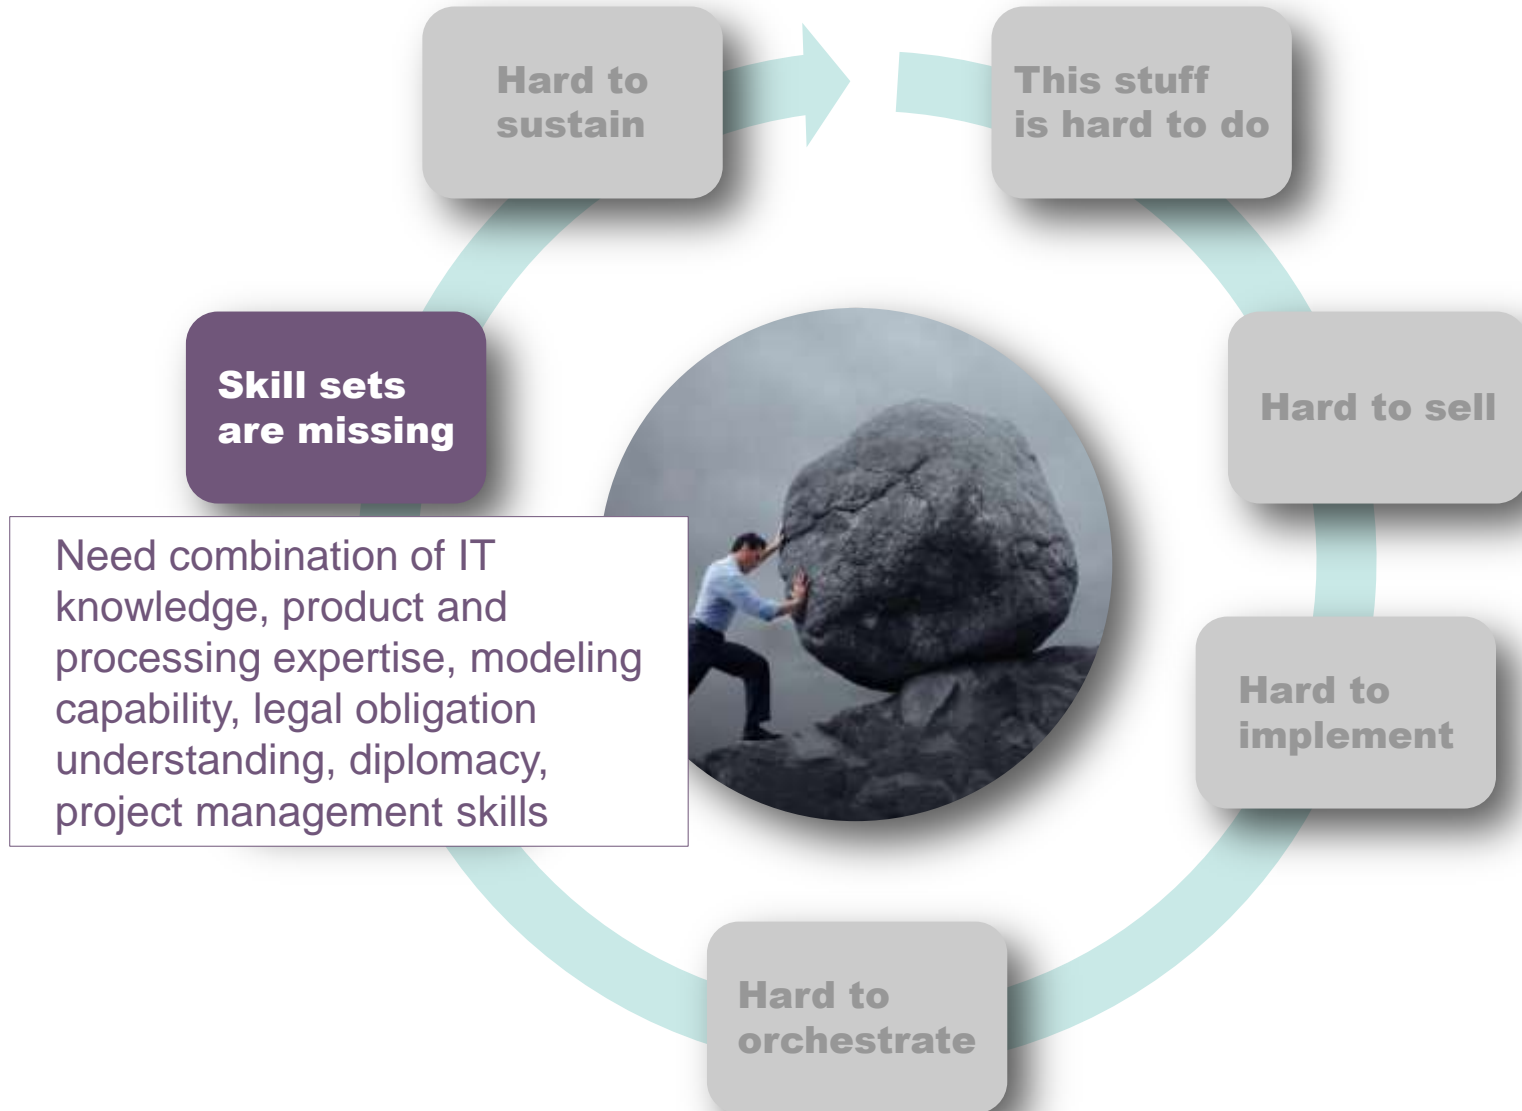 Hard to
sustain
This stuff
is hard to do
Skill sets
are missing
Hard to sell
Need combination of IT
knowledge, product and
processing expertise, modeling
capability, legal obligation
understanding, diplomacy,
project management skills
Hard to
implement
Hard to
orchestrate